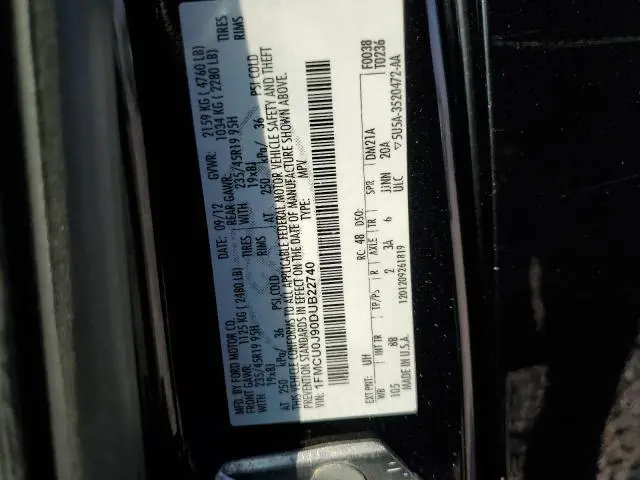 MFD. BY FORD MOTOR CO. DATE: 09/12 GVWR: 2159 KG ( 4760 LB)
FRONT GAWR: 1125 KG ( 2480 LB) REAR GAWR: 1034 KG ( 2280 LB)
WITH 235/45R19 95H TIRES WITH 235/45R19 95H TIRES
19x8J RIMS 19x8J RIMS
AT 250 kPa/ 36 PSI COLD AT 250 kPa/ 36 PSI COLD
THIS VEHICLE CONFORMS TO ALL APPLICABLE FEDERAL MOTOR VEHICLE SAFETY AND THEFT
PREVENTION STANDARDS IN EFFECT ON THE DATE OF MANUFACTURE SHOWN ABOVE.
VIN: 1FMCU0J90DUB22740 TYPE: MPV
F0038
T0236
EXT PNT: UH RC: 48 DSO:
WB INT TR TP/PS R AXLE TR SPR DM21A
105 BB 2 3A 6 JJNN 20A
MADE IN U.S.A. 1201209261819 ULC ▽5U5A-3520472-AA